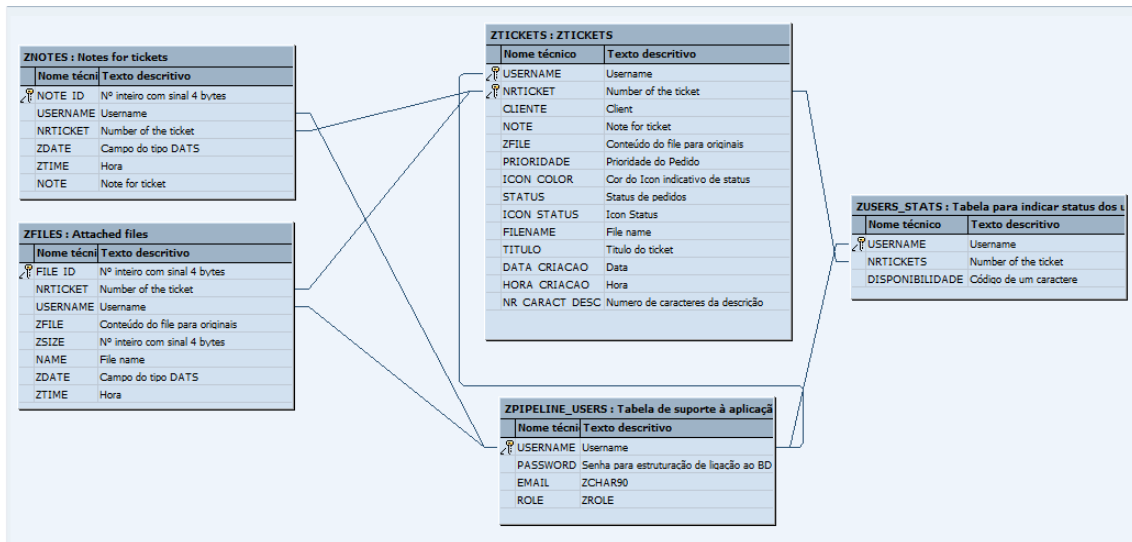 ZNOTES : Notes for tickets
Nome técni Texto descritivo
NOTE ID Nº inteiro com sinal 4 bytes
USERNAME Username
NRTICKET Number of the ticket
ZDATE Campo do tipo DATS
ZTIME Hora
NOTE Note for ticket
ZFILES : Attached files
Nome técni Texto descritivo
FILE ID Nº inteiro com sinal 4 bytes
NRTICKET Number of the ticket
USERNAME Username
ZFILE Conteúdo do file para originais
ZSIZE Nº inteiro com sinal 4 bytes
NAME File name
ZDATE Campo do tipo DATS
ZTIME Hora
ZTICKETS : ZTICKETS
Nome técnico Texto descritivo
USERNAME Username
NRTICKET Number of the ticket
CLIENTE Client
NOTE Note for ticket
ZFILE Conteúdo do file para originais
PRIORIDADE Prioridade do Pedido
ICON COLOR Cor do Icon indicativo de status
STATUS Status de pedidos
ICON STATUS Icon Status
FILENAME File name
TITULO Titulo do ticket
DATA CRIACAO Data
HORA CRIACAO Hora
NR CARACT DESC Numero de caracteres da descrição
ZPIPELINE_USERS : Tabela de suporte à aplicaçã
Nome técni Texto descritivo
USERNAME Username
PASSWORD Senha para estruturação de ligação ao BD
EMAIL ZCHAR90
ROLE ZROLE
ZUSERS_STATS : Tabela para indicar status dos u
Nome técnico Texto descritivo
USERNAME Username
NRTICKETS Number of the ticket
DISPONIBILIDADE Código de um caractere